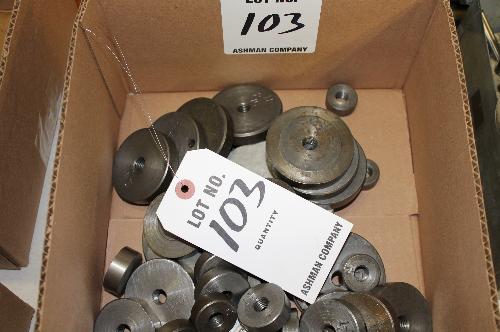 LOT NO.
103
ASHMAN COMPANY
LOT NO.
103
QUANTITY
ASHMAN COMPANY